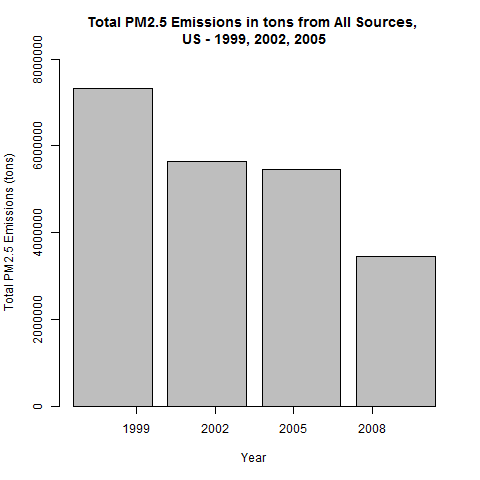 Total PM2.5 Emissions in tons from All Sources,
US - 1999, 2002, 2005
Total PM2.5 Emissions (tons)
8000000
6000000
4000000
2000000
0
1999 2002 2005 2008
Year